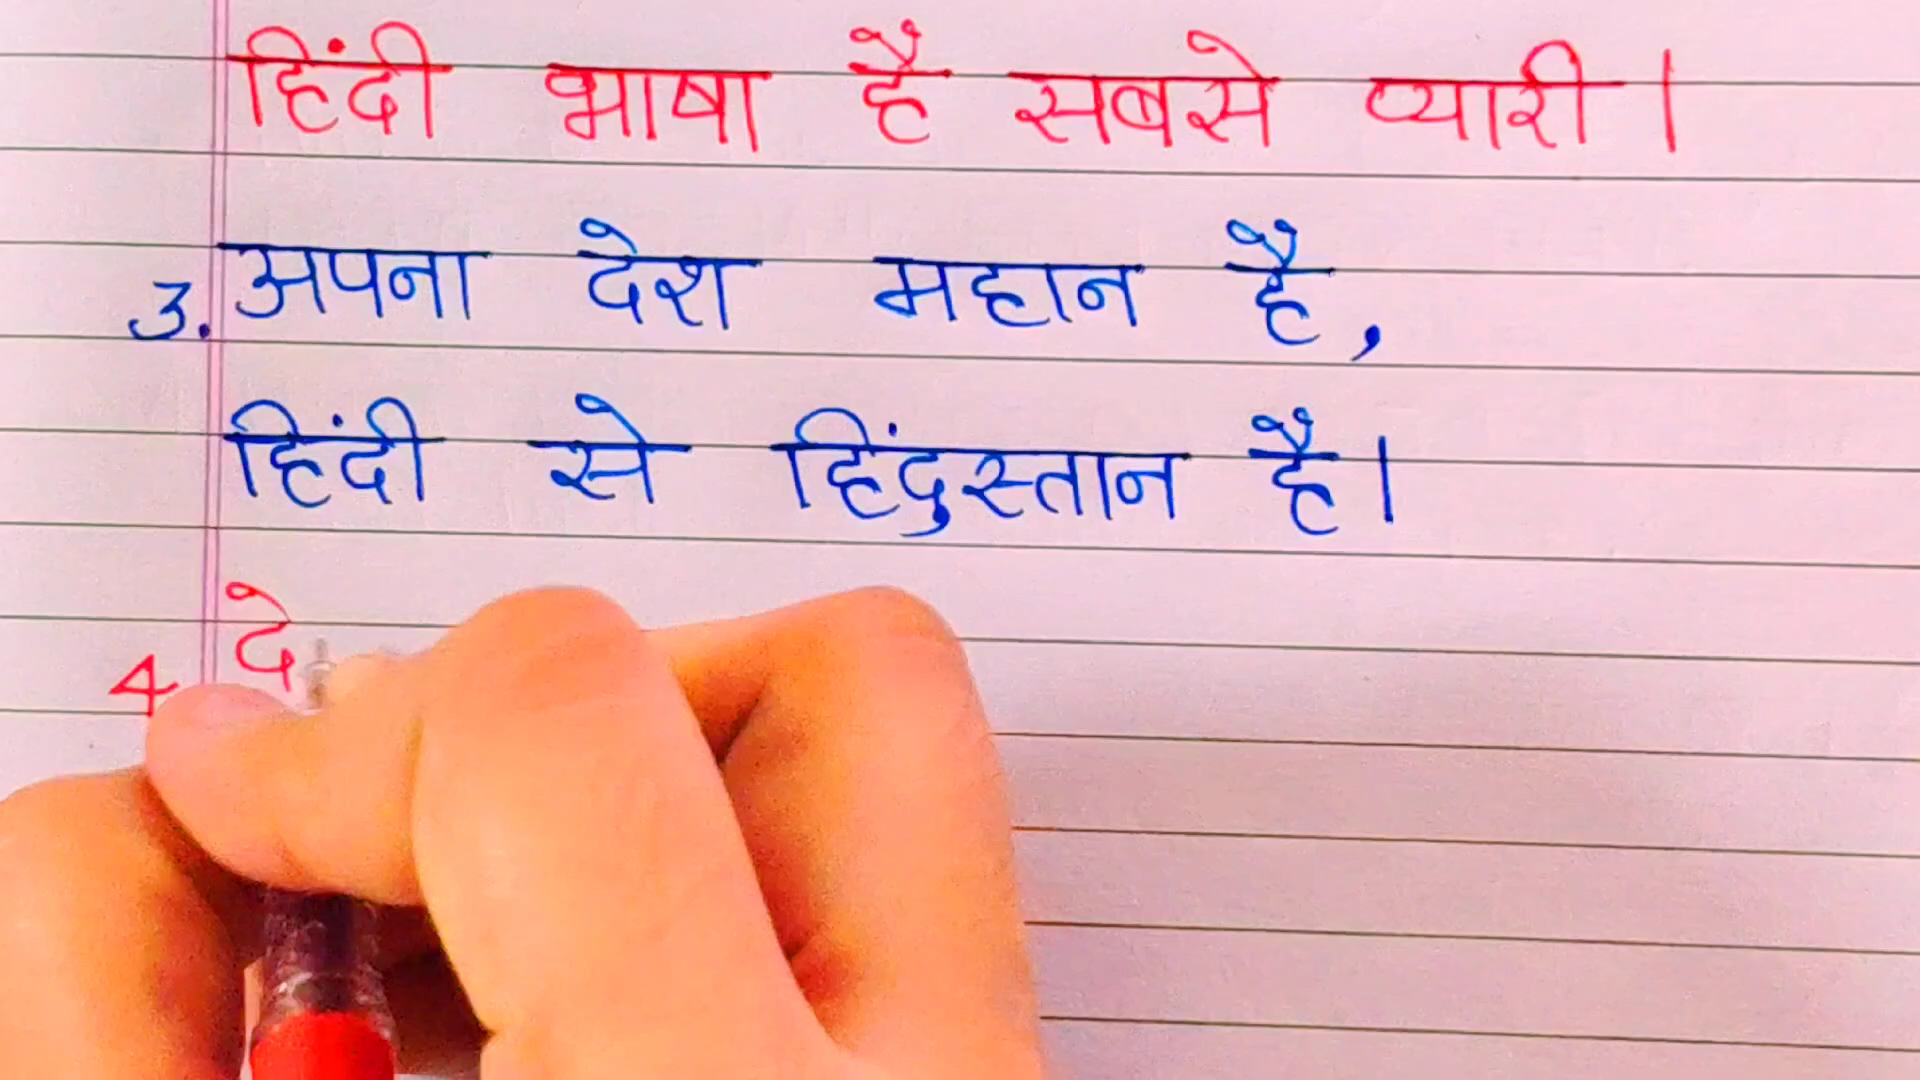 हिंदी भाषा है सबसे प्यारी।
3. अपना देश महान है,
हिंदी से हिंदुस्तान है।
4 दे